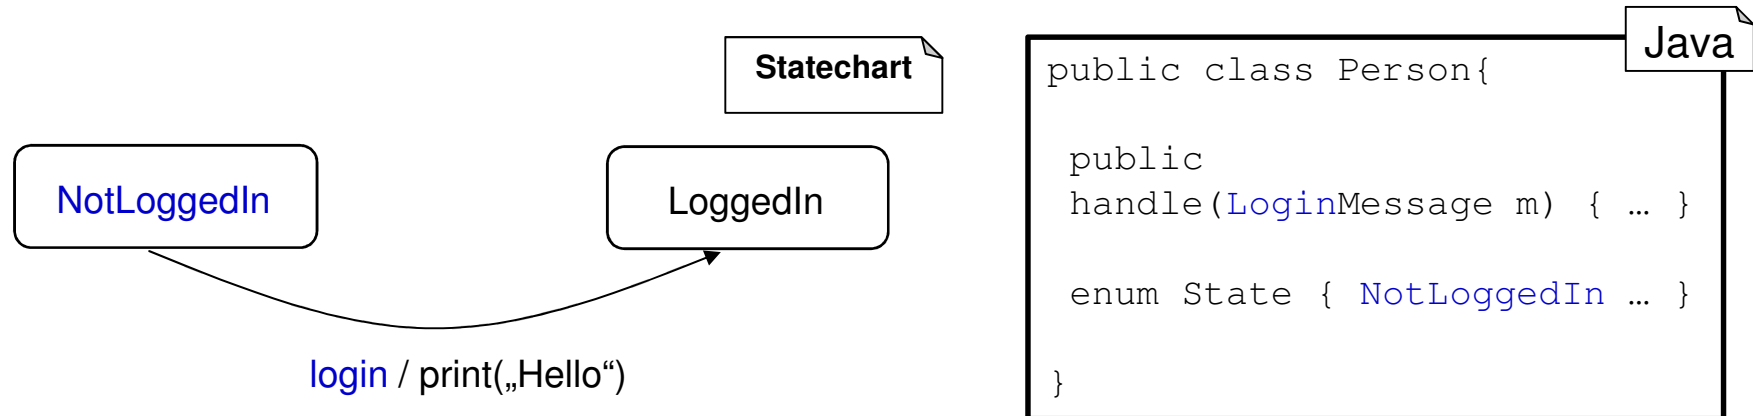 Statechart
NotLoggedIn
LoggedIn
login / print(„Hello“)
Java
public class Person{
public
handle(LoginMessage m) { … }
enum State { NotLoggedIn … }
}